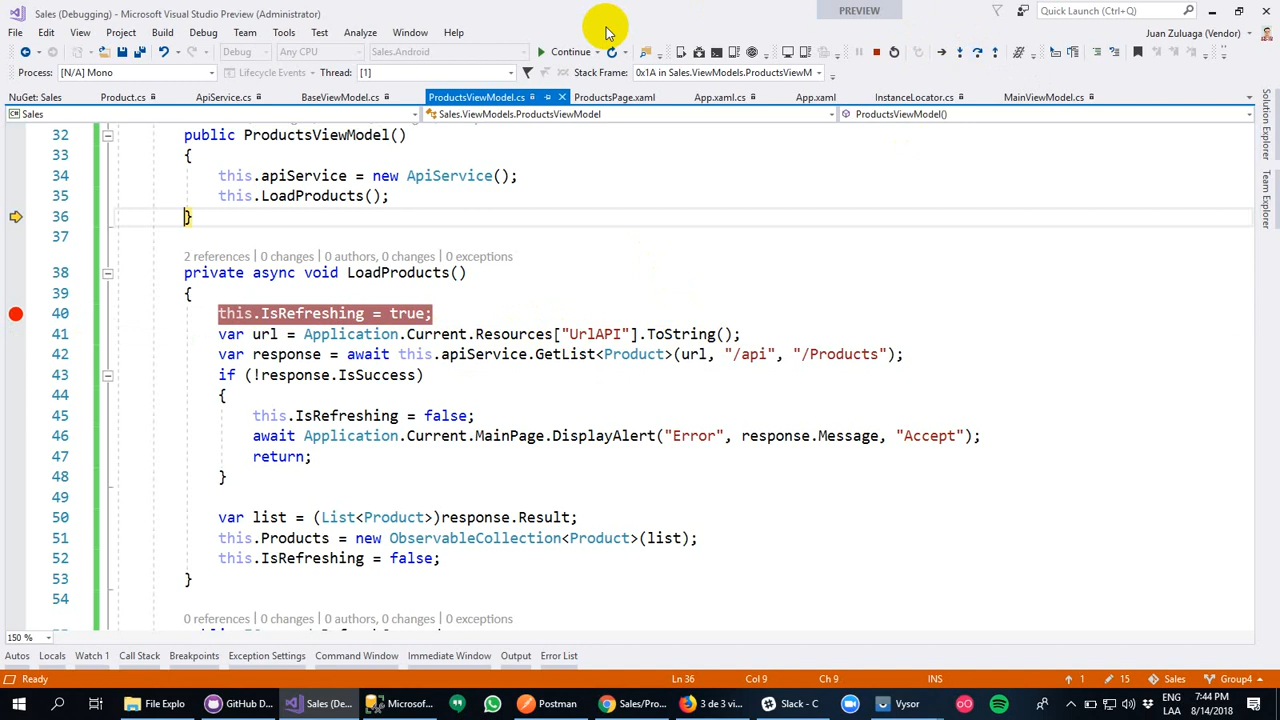 Sales (Debugging) - Microsoft Visual Studio Preview (Administrator)
PREVIEW
Quick Launch (Ctrl+Q)
File Edit View Project Build Debug Team Tools Test Analyze Window Help
Juan Zuluaga (Vendor)
Debug Any CPU Sales.Android Continue
Process: [N/A] Mono Lifecycle Events Thread: [1] Stack Frame: 0x1A in Sales.ViewModels.ProductsViewM
NuGet: Sales Product.cs ApiService.cs BaseViewModel.cs ProductsViewModel.cs ProductsPage.xaml App.xaml.cs App.xaml InstanceLocator.cs MainViewModel.cs
Sales Sales.ViewModels.ProductsViewModel ProductsViewModel()
Solution Explorer
Team Explorer
32 public ProductsViewModel()
33 {
34 this.apiService = new ApiService();
35 this.LoadProducts();
36 }
37
2 references | 0 changes | 0 authors, 0 changes | 0 exceptions
38 private async void LoadProducts()
39 {
40 this.IsRefreshing = true;
41 var url = Application.Current.Resources["UrlAPI"].ToString();
42 var response = await this.apiService.GetList<Product>(url, "/api", "/Products");
43 if (!response.IsSuccess)
44 {
45 this.IsRefreshing = false;
46 await Application.Current.MainPage.DisplayAlert("Error", response.Message, "Accept");
47 return;
48 }
49
50 var list = (List<Product>)response.Result;
51 this.Products = new ObservableCollection<Product>(list);
52 this.IsRefreshing = false;
53 }
54
0 references | 0 changes | 0 authors, 0 changes | 0 exceptions
150 %
Autos Locals Watch 1 Call Stack Breakpoints Exception Settings Command Window Immediate Window Output Error List
Ready Ln 36 Col 9 Ch 9 INS 1 15 Sales Group4
File Explo GitHub D... Sales (De... Microsof... Postman Sales/Pro... 3 de 3 vi... Slack - C Vysor ENG 7:44 PM
LAA 8/14/2018